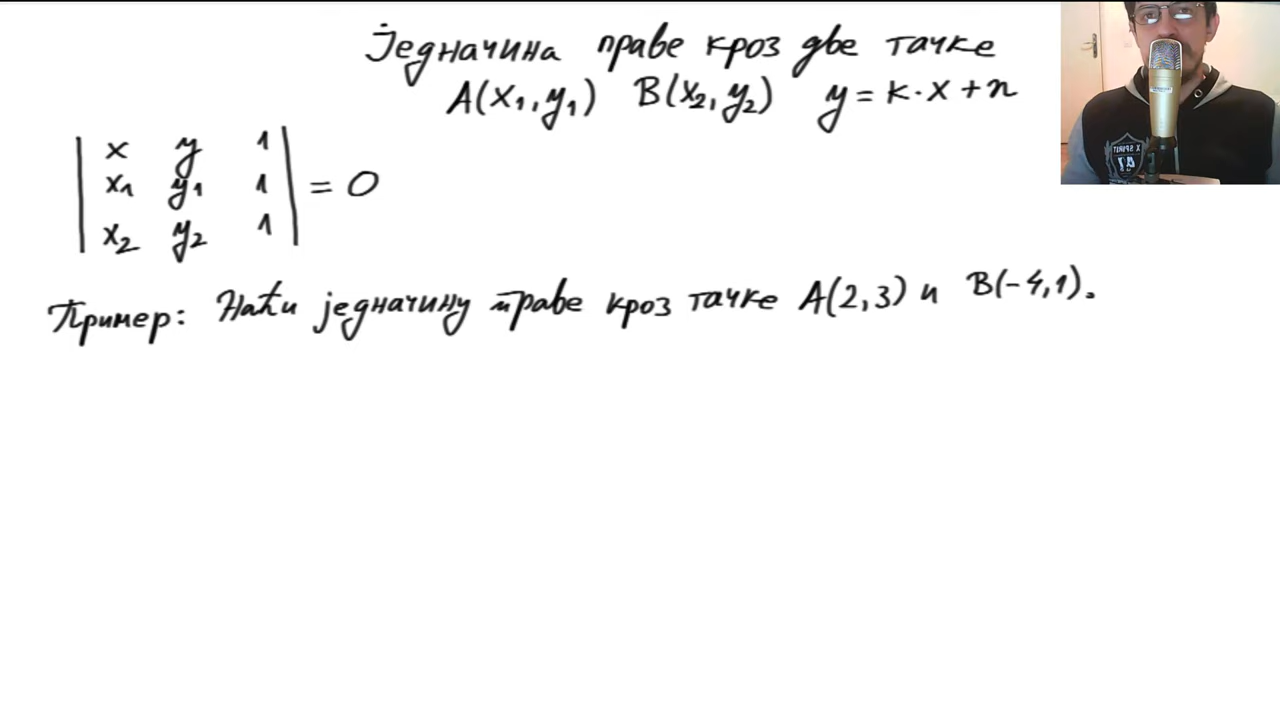 Једначина праве кроз две тачке
A(x₁,y₁) B(x₂,y₂) y=k·x+n
| x y 1 |
| x₁ y₁ 1 | = 0
| x₂ y₂ 1 |
Пример: Наћи једначину праве кроз тачке A(2,3) и B(-4,1).